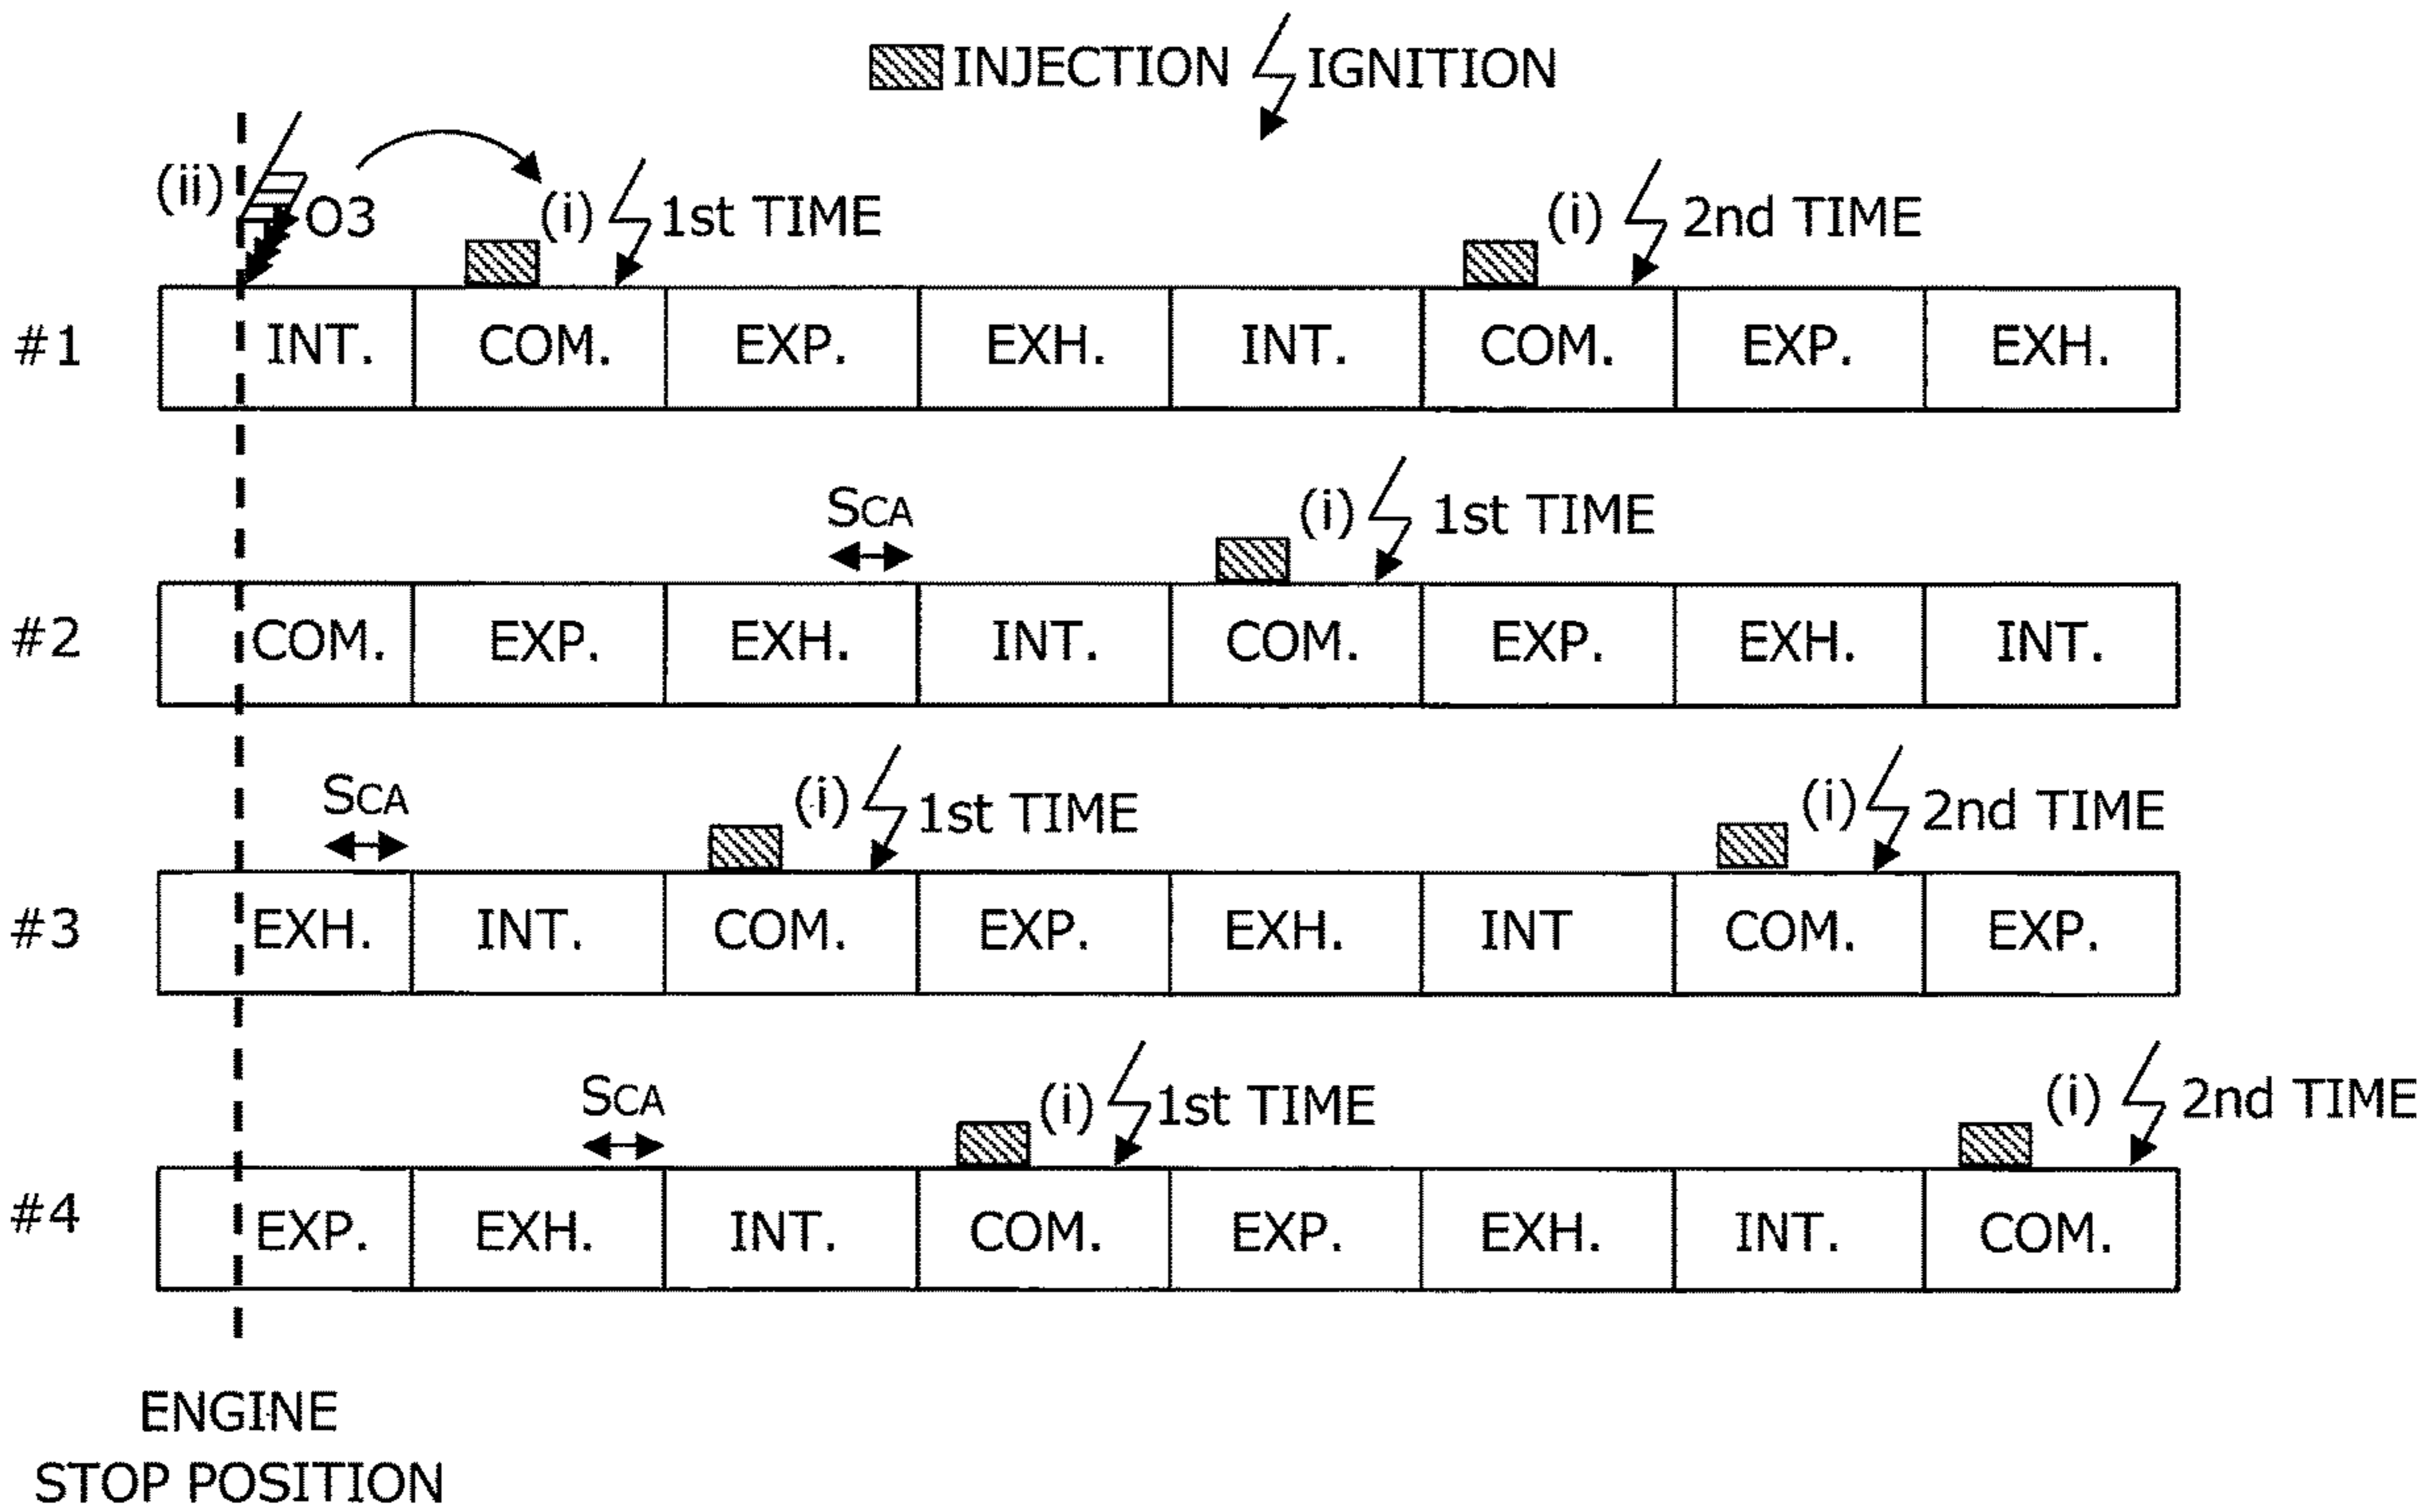 INJECTION IGNITION
(ii) O3 (i) 1st TIME (i) 2nd TIME
#1 INT. COM. EXP. EXH. INT. COM. EXP. EXH.
SCA (i) 1st TIME
#2 COM. EXP. EXH. INT. COM. EXP. EXH. INT.
SCA (i) 1st TIME (i) 2nd TIME
#3 EXH. INT. COM. EXP. EXH. INT COM. EXP.
SCA (i) 1st TIME (i) 2nd TIME
#4 EXP. EXH. INT. COM. EXP. EXH. INT. COM.
ENGINE
STOP POSITION